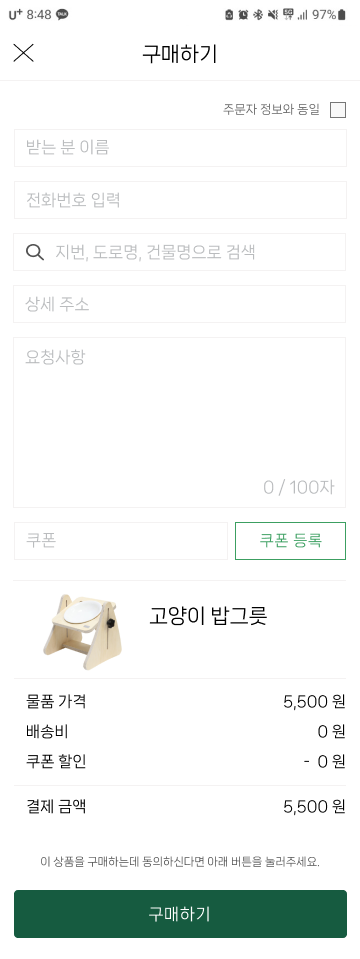 U+ 8:48 TALK 5G 97%
구매하기
주문자 정보와 동일
받는 분 이름
전화번호 입력
지번, 도로명, 건물명으로 검색
상세 주소
요청사항
0 / 100자
쿠폰 쿠폰 등록
고양이 밥그릇
물품 가격 5,500 원
배송비 0 원
쿠폰 할인 - 0 원
결제 금액 5,500 원
이 상품을 구매하는데 동의하신다면 아래 버튼을 눌러주세요.
구매하기